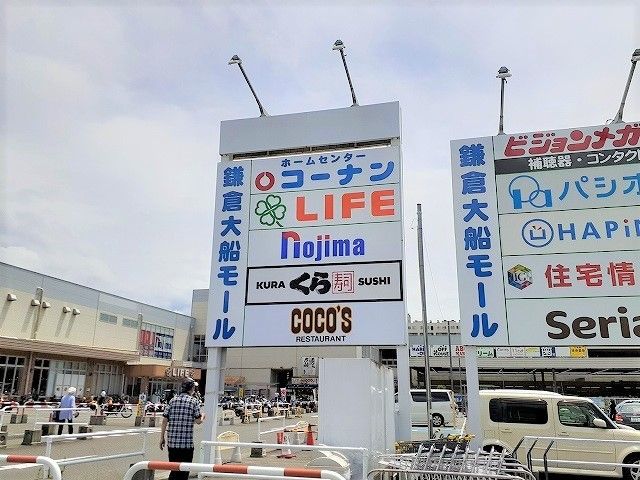 鎌倉大船モール
ホームセンター
コーナン
LIFE
nojima
KURA くら寿司 SUSHI
COCO'S
RESTAURANT
鎌倉大船モール
ビジョンメガ
補聴器・コンタク
パシオ
HAPiN
住宅情
Seria
LIFE